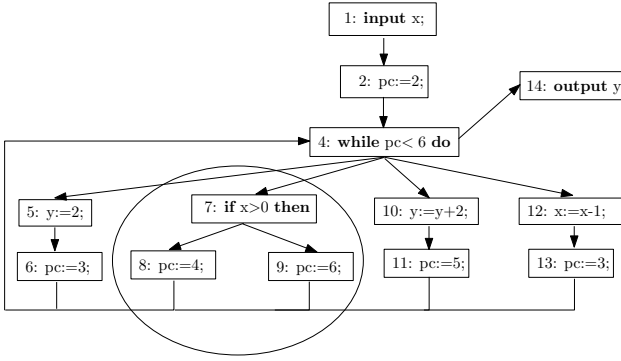 1: input x;
2: pc:=2;
14: output y
4: while pc< 6 do
5: y:=2;
7: if x>0 then
10: y:=y+2;
12: x:=x-1;
6: pc:=3;
8: pc:=4;
9: pc:=6;
11: pc:=5;
13: pc:=3;